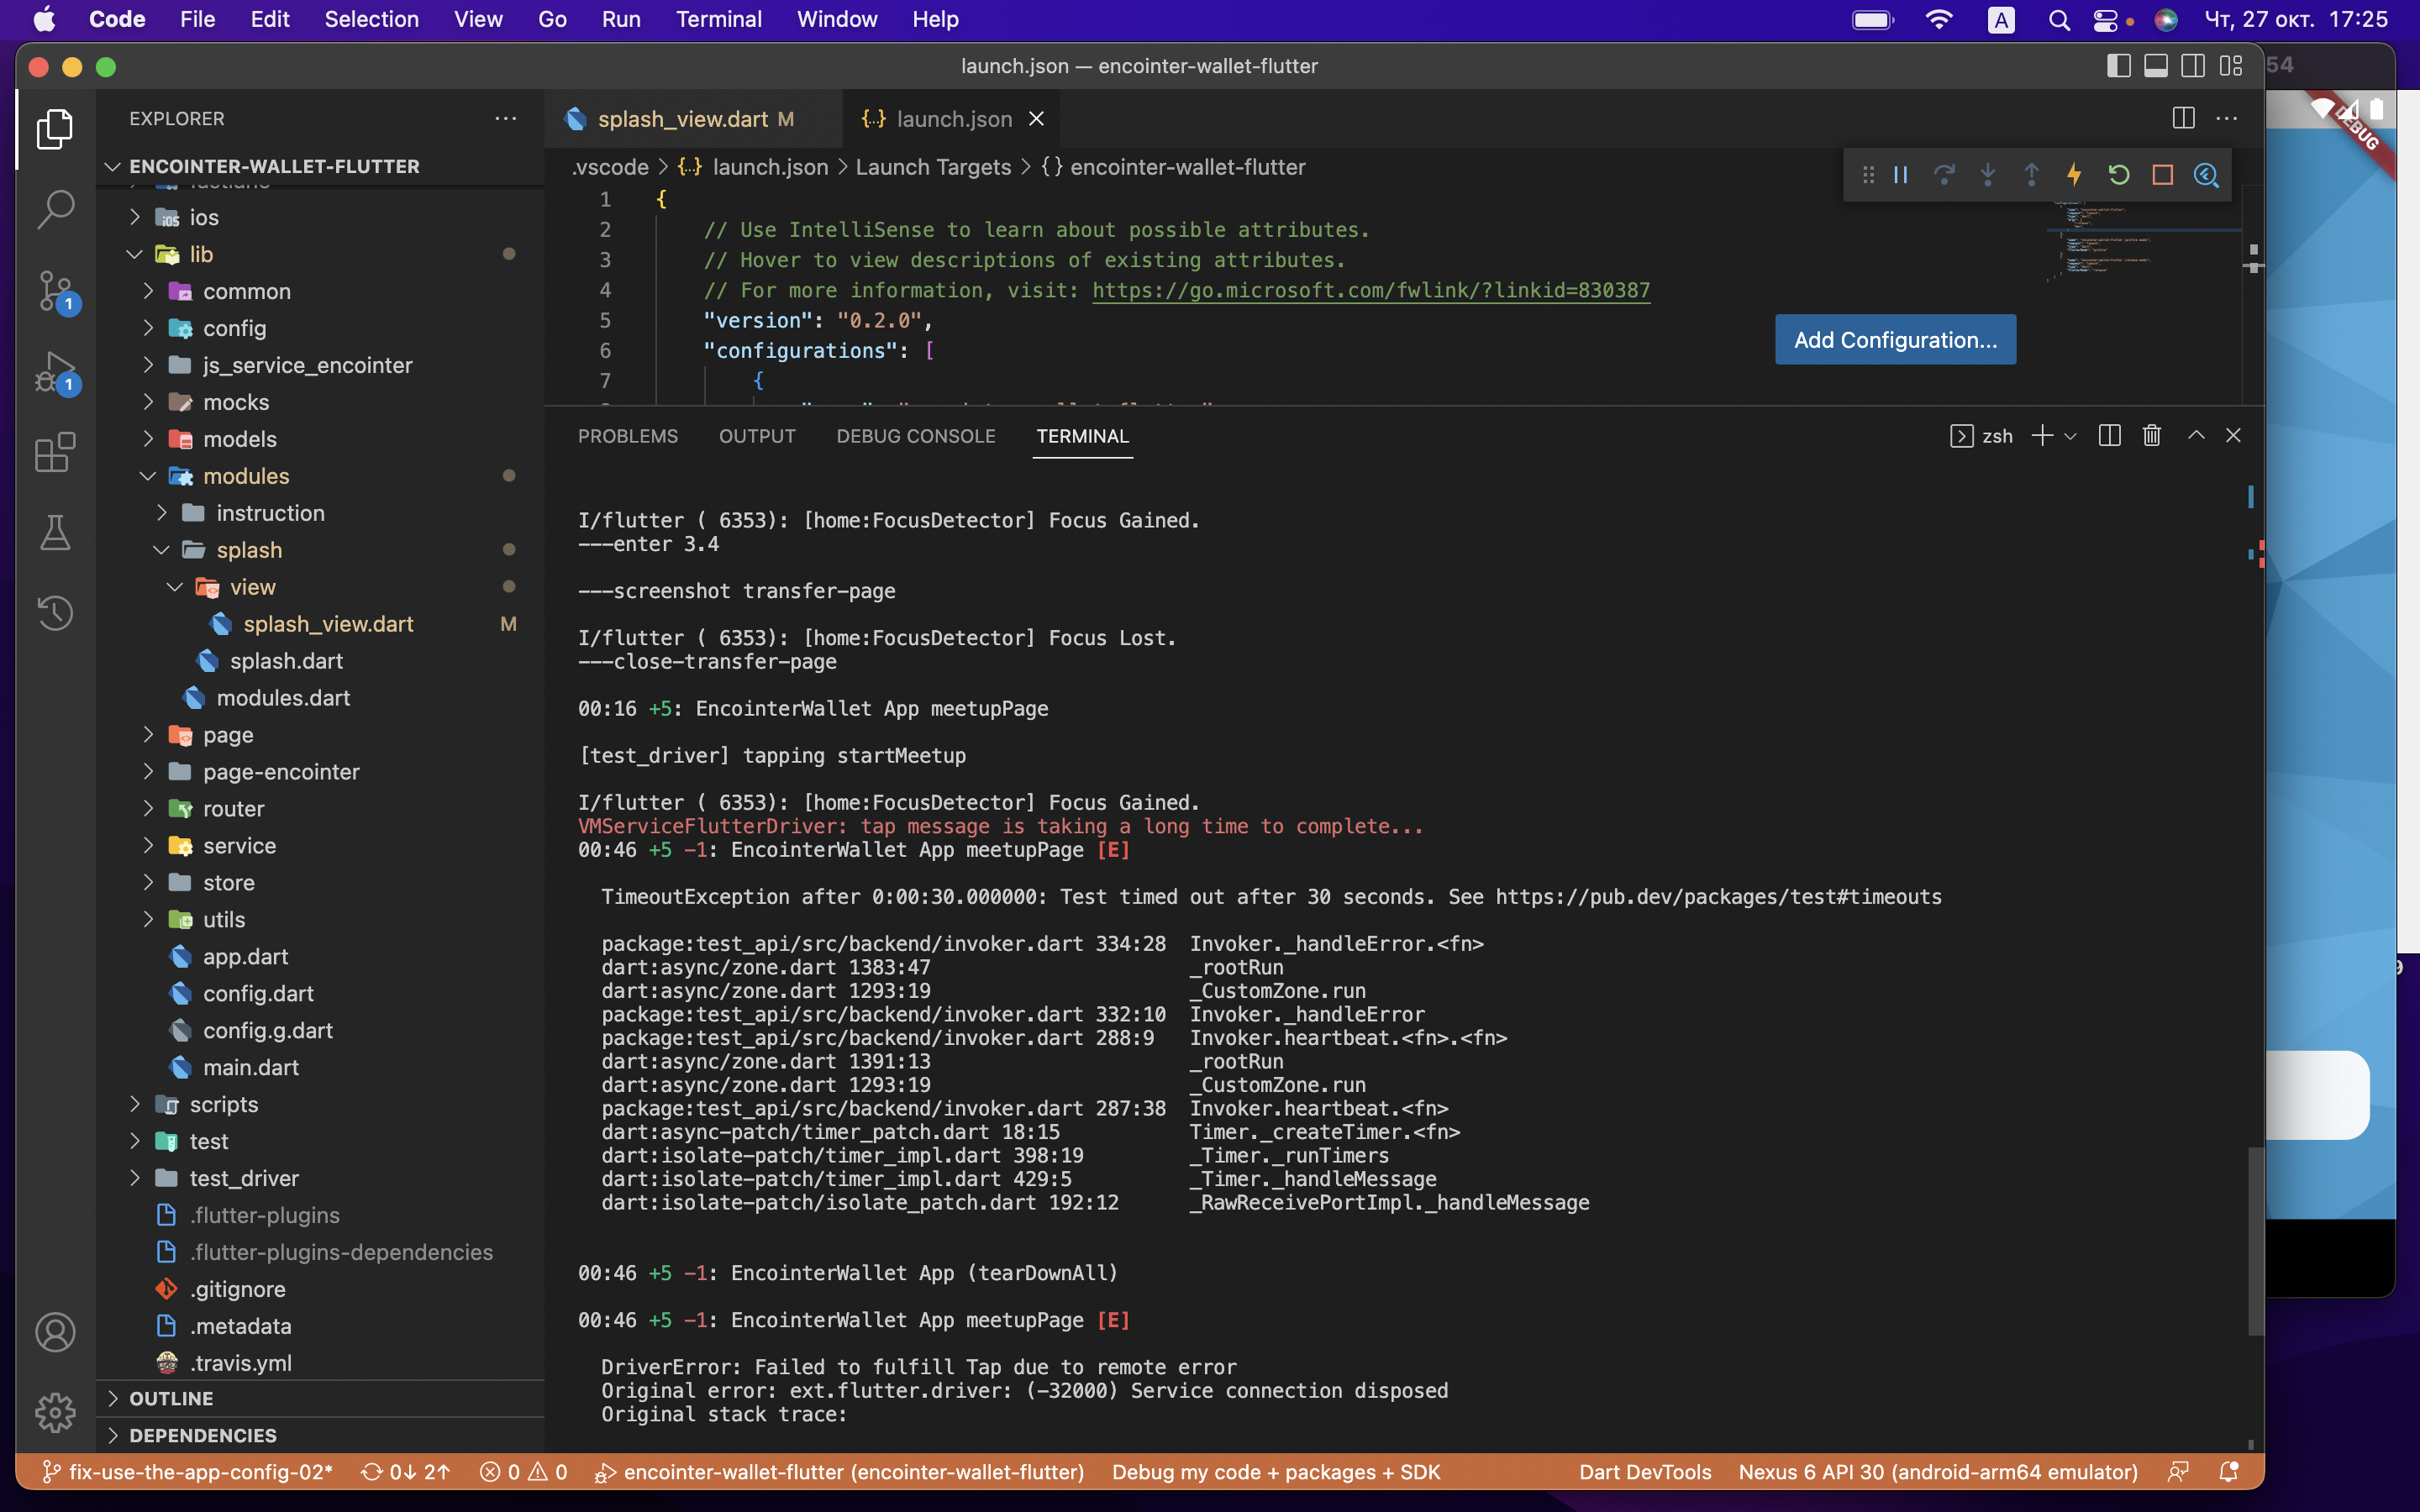 Code File Edit Selection View Go Run Terminal Window Help A Чт, 27 окт. 17:25
launch.json — encointer-wallet-flutter
54
DEBUG
EXPLORER
ENCOINTER-WALLET-FLUTTER
ios
lib
common
config
js_service_encointer
mocks
models
modules
instruction
splash
view
splash_view.dart M
splash.dart
modules.dart
page
page-encointer
router
service
store
utils
app.dart
config.dart
config.g.dart
main.dart
scripts
test
test_driver
.flutter-plugins
.flutter-plugins-dependencies
.gitignore
.metadata
.travis.yml
OUTLINE
DEPENDENCIES
1
1
splash_view.dart M
launch.json
.vscode > {..} launch.json > Launch Targets > {} encointer-wallet-flutter
1 {
2 // Use IntelliSense to learn about possible attributes.
3 // Hover to view descriptions of existing attributes.
4 // For more information, visit: https://go.microsoft.com/fwlink/?linkid=830387
5 "version": "0.2.0",
6 "configurations": [
7 {
Add Configuration...
PROBLEMS OUTPUT DEBUG CONSOLE TERMINAL zsh
I/flutter ( 6353): [home:FocusDetector] Focus Gained.
---enter 3.4
---screenshot transfer-page
I/flutter ( 6353): [home:FocusDetector] Focus Lost.
---close-transfer-page
00:16 +5: EncointerWallet App meetupPage
[test_driver] tapping startMeetup
I/flutter ( 6353): [home:FocusDetector] Focus Gained.
VMServiceFlutterDriver: tap message is taking a long time to complete...
00:46 +5 -1: EncointerWallet App meetupPage [E]
TimeoutException after 0:00:30.000000: Test timed out after 30 seconds. See https://pub.dev/packages/test#timeouts
package:test_api/src/backend/invoker.dart 334:28 Invoker._handleError.<fn>
dart:async/zone.dart 1383:47 _rootRun
dart:async/zone.dart 1293:19 _CustomZone.run
package:test_api/src/backend/invoker.dart 332:10 Invoker._handleError
package:test_api/src/backend/invoker.dart 288:9 Invoker.heartbeat.<fn>.<fn>
dart:async/zone.dart 1391:13 _rootRun
dart:async/zone.dart 1293:19 _CustomZone.run
package:test_api/src/backend/invoker.dart 287:38 Invoker.heartbeat.<fn>
dart:async-patch/timer_patch.dart 18:15 Timer._createTimer.<fn>
dart:isolate-patch/timer_impl.dart 398:19 _Timer._runTimers
dart:isolate-patch/timer_impl.dart 429:5 _Timer._handleMessage
dart:isolate-patch/isolate_patch.dart 192:12 _RawReceivePortImpl._handleMessage
00:46 +5 -1: EncointerWallet App (tearDownAll)
00:46 +5 -1: EncointerWallet App meetupPage [E]
DriverError: Failed to fulfill Tap due to remote error
Original error: ext.flutter.driver: (-32000) Service connection disposed
Original stack trace:
fix-use-the-app-config-02* 0↓ 2↑ 0 0 encointer-wallet-flutter (encointer-wallet-flutter) Debug my code + packages + SDK Dart DevTools Nexus 6 API 30 (android-arm64 emulator)